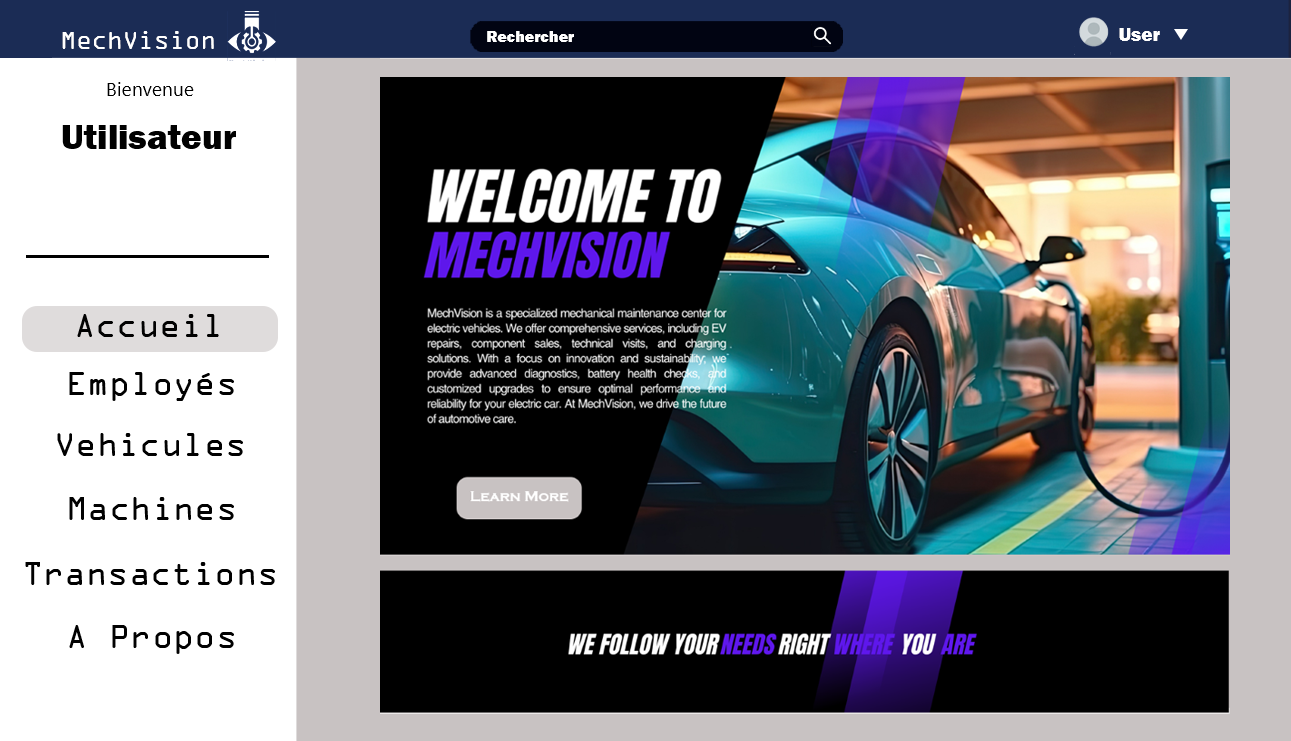 MechVision
Rechercher
User
Bienvenue
Utilisateur
Accueil
Employés
Vehicules
Machines
Transactions
A Propos
WELCOME TO
MECHVISION
MechVision is a specialized mechanical maintenance center for
electric vehicles. We offer comprehensive services, including EV
repairs, component sales, technical visits, and charging
solutions. With a focus on innovation and sustainability, we
provide advanced diagnostics, battery health checks, and
customized upgrades to ensure optimal performance and
reliability for your electric car. At MechVision, we drive the future
of automotive care.
Learn More
WE FOLLOW YOUR NEEDS RIGHT WHERE YOU ARE